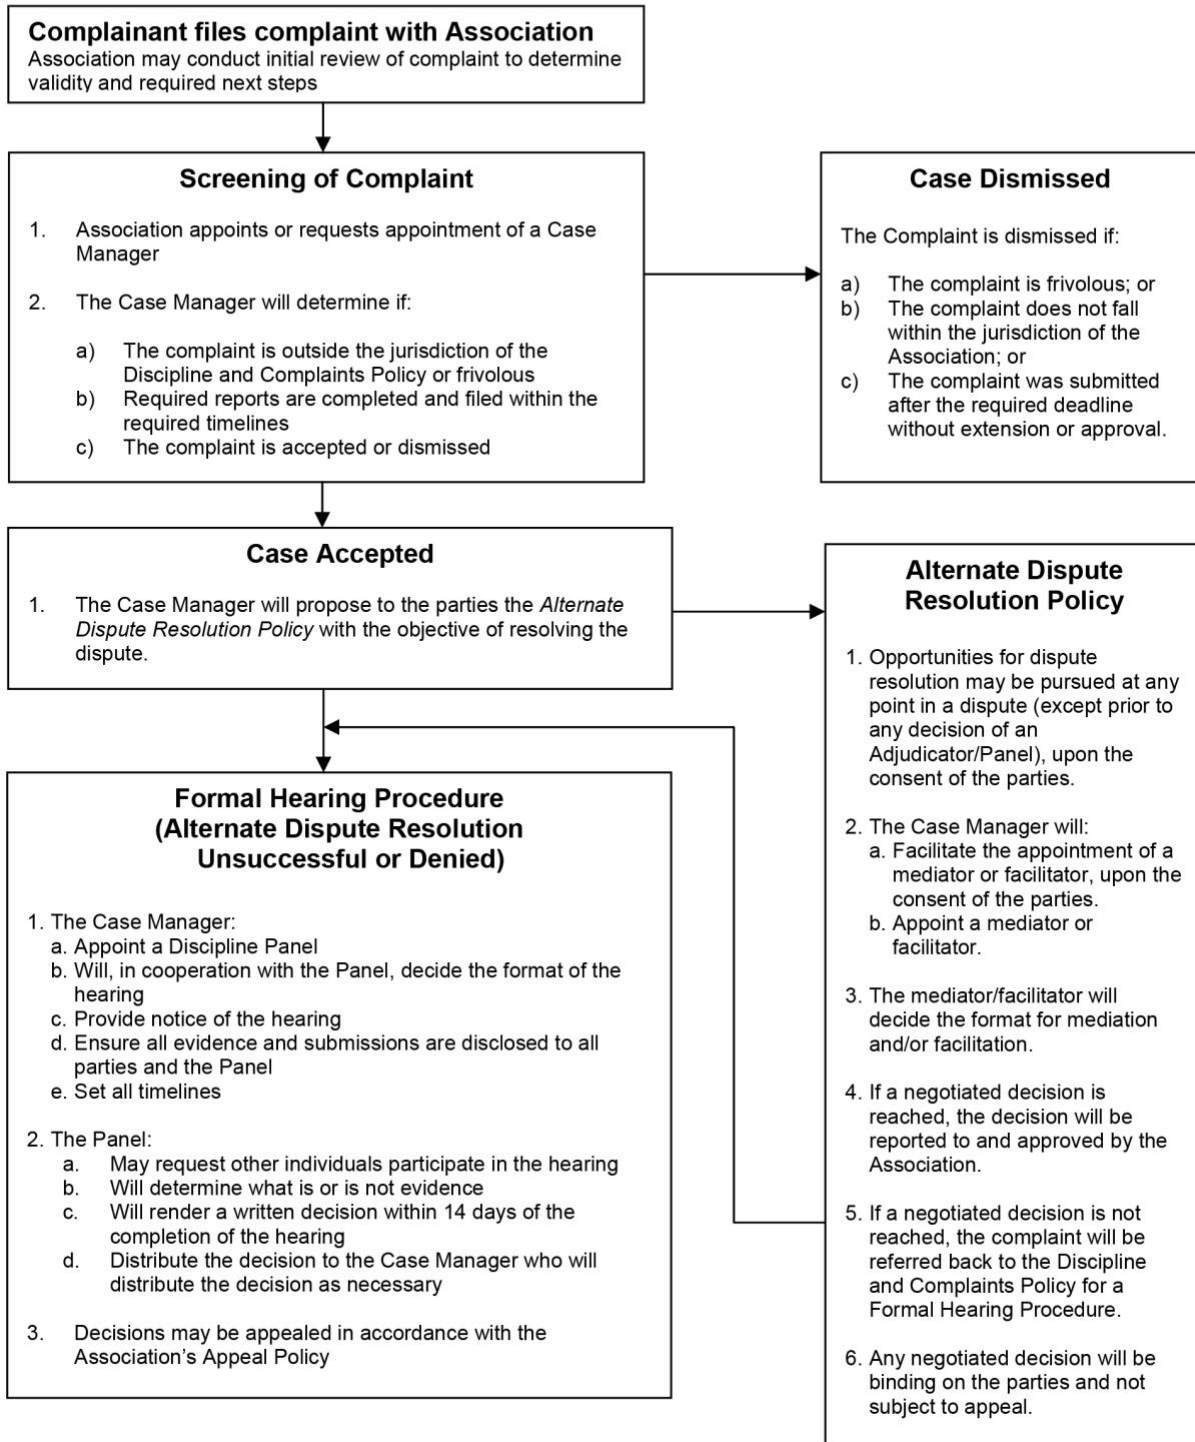 Complainant files complaint with Association
Association may conduct initial review of complaint to determine
validity and required next steps
Screening of Complaint
1. Association appoints or requests appointment of a Case
Manager
2. The Case Manager will determine if:
a) The complaint is outside the jurisdiction of the
Discipline and Complaints Policy or frivolous
b) Required reports are completed and filed within the
required timelines
c) The complaint is accepted or dismissed
Case Dismissed
The Complaint is dismissed if:
a) The complaint is frivolous; or
b) The complaint does not fall
within the jurisdiction of the
Association; or
c) The complaint was submitted
after the required deadline
without extension or approval.
Case Accepted
1. The Case Manager will propose to the parties the Alternate
Dispute Resolution Policy with the objective of resolving the
dispute.
Alternate Dispute
Resolution Policy
1. Opportunities for dispute
resolution may be pursued at any
point in a dispute (except prior to
any decision of an
Adjudicator/Panel), upon the
consent of the parties.
2. The Case Manager will:
a. Facilitate the appointment of a
mediator or facilitator, upon the
consent of the parties.
b. Appoint a mediator or
facilitator.
3. The mediator/facilitator will
decide the format for mediation
and/or facilitation.
4. If a negotiated decision is
reached, the decision will be
reported to and approved by the
Association.
5. If a negotiated decision is not
reached, the complaint will be
referred back to the Discipline
and Complaints Policy for a
Formal Hearing Procedure.
6. Any negotiated decision will be
binding on the parties and not
subject to appeal.
Formal Hearing Procedure
(Alternate Dispute Resolution
Unsuccessful or Denied)
1. The Case Manager:
a. Appoint a Discipline Panel
b. Will, in cooperation with the Panel, decide the format of the
hearing
c. Provide notice of the hearing
d. Ensure all evidence and submissions are disclosed to all
parties and the Panel
e. Set all timelines
2. The Panel:
a. May request other individuals participate in the hearing
b. Will determine what is or is not evidence
c. Will render a written decision within 14 days of the
completion of the hearing
d. Distribute the decision to the Case Manager who will
distribute the decision as necessary
3. Decisions may be appealed in accordance with the
Association's Appeal Policy